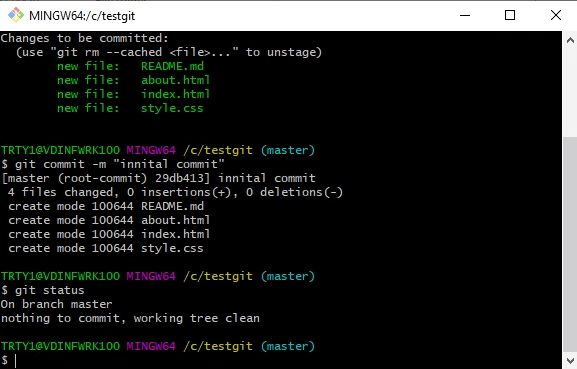 MINGW64:/c/testgit
Changes to be committed:
(use "git rm --cached <file>..." to unstage)
new file: README.md
new file: about.html
new file: index.html
new file: style.css
TRTY1@VDINFWRK100 MINGW64 /c/testgit (master)
$ git commit -m "innital commit"
[master (root-commit) 29db413] innital commit
4 files changed, 0 insertions(+), 0 deletions(-)
create mode 100644 README.md
create mode 100644 about.html
create mode 100644 index.html
create mode 100644 style.css
TRTY1@VDINFWRK100 MINGW64 /c/testgit (master)
$ git status
On branch master
nothing to commit, working tree clean
TRTY1@VDINFWRK100 MINGW64 /c/testgit (master)
$